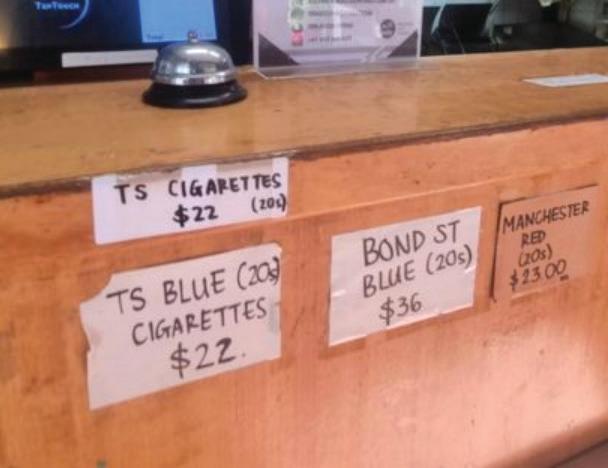 TapTouch
TS CIGARETTES
$22 (20s)
TS BLUE (20s)
CIGARETTES
$22.
BOND ST
BLUE (20s)
$36
MANCHESTER
RED
(20s)
$23.00